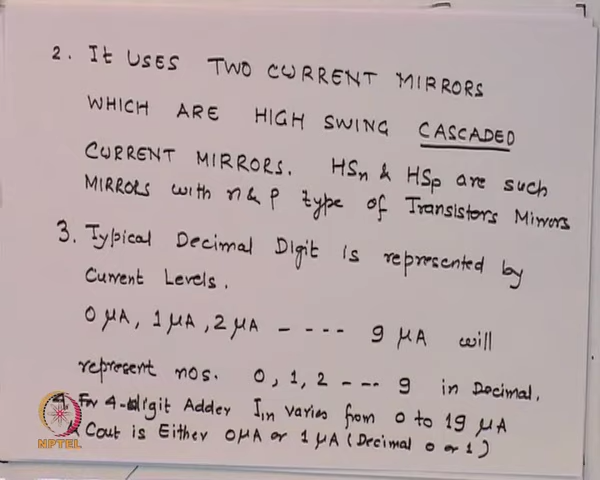 2. It USES TWO CURRENT MIRRORS
WHICH ARE HIGH SWING CASCADED
CURRENT MIRRORS. HSn & HSp are such
MIRRORS with n & p type of Transistors Mirrors
3. Typical Decimal Digit is represented by
Current Levels.
0 μA, 1 μA, 2 μA - - - - 9 μA will
represent nos. 0, 1, 2 --- 9 in Decimal.
4. For 4-digit Adder Iin varies from 0 to 19 μA
Cout is Either 0μA or 1 μA (Decimal 0 or 1)
NPTEL